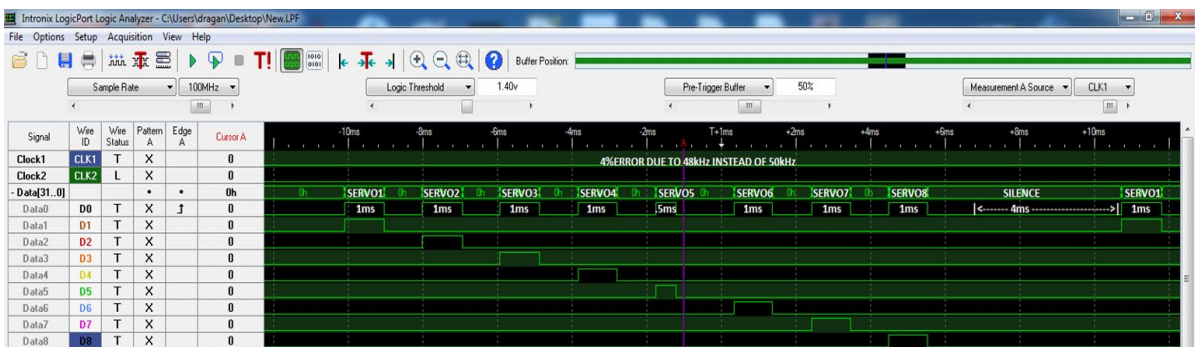 Intronix LogicPort Logic Analyzer - C:\Users\dragan\Desktop\New.LPF
File Options Setup Acquisition View Help
T! Buffer Position:
Sample Rate 100MHz Logic Threshold 1.40v Pre-Trigger Buffer 50% Measurement A Source CLK1
Signal Wire ID Wire Status Pattern A Edge A Cursor A -10ms -8ms -6ms -4ms -2ms T+1ms +2ms +4ms +6ms +8ms +10ms
A
Clock1 CLK1 T X 0 4%ERROR DUE TO 48kHz INSTEAD OF 50kHz
Clock2 CLK2 L X 0
- Data[31..0] • • 0h 0h SERVO1 0h SERVO2 0h SERVO3 0h SERVO4 0h SERVO5 0h SERVO6 0h SERVO7 0h SERVO8 SILENCE SERVO1
Data0 D0 T X 0 1ms 1ms 1ms 1ms .5ms 1ms 1ms 1ms |<------- 4ms --------------------->| 1ms
Data1 D1 T X 0
Data2 D2 T X 0
Data3 D3 T X 0
Data4 D4 T X 0
Data5 D5 T X 0
Data6 D6 T X 0
Data7 D7 T X 0
Data8 D8 T X 0